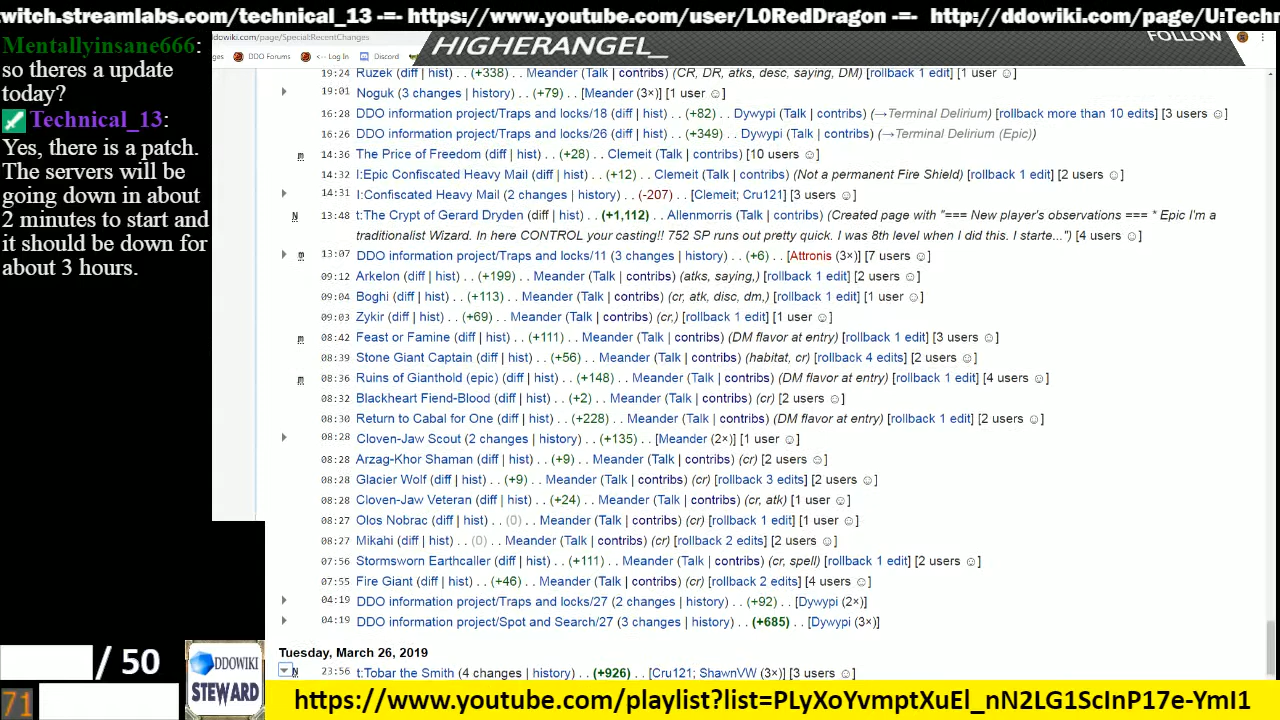 witch.streamlabs.com/technical_13 -=- https://www.youtube.com/user/L0RedDragon -=- http://ddowiki.com/page/U:Techn
Mentallyinsane666:
so theres a update
today?
Technical_13:
Yes, there is a patch.
The servers will be
going down in about
2 minutes to start and
it should be down for
about 3 hours.
dowiki.com/page/Special:RecentChanges
ges DDO Forums <-- Log In Discord
HIGHERANGEL_
FOLLOW
19:24 Ruzek (diff | hist) . . (+338) . . Meander (Talk | contribs) (CR, DR, atks, desc, saying, DM) [rollback 1 edit] [1 user ☺]
19:01 Noguk (3 changes | history) . . (+79) . . [Meander (3×)] [1 user ☺]
16:28 DDO information project/Traps and locks/18 (diff | hist) . . (+82) . . Dywypi (Talk | contribs) (→Terminal Delirium) [rollback more than 10 edits] [3 users ☺]
16:26 DDO information project/Traps and locks/26 (diff | hist) . . (+349) . . Dywypi (Talk | contribs) (→Terminal Delirium (Epic))
m 14:36 The Price of Freedom (diff | hist) . . (+28) . . Clemeit (Talk | contribs) [10 users ☺]
14:32 I:Epic Confiscated Heavy Mail (diff | hist) . . (+12) . . Clemeit (Talk | contribs) (Not a permanent Fire Shield) [rollback 1 edit] [2 users ☺]
14:31 I:Confiscated Heavy Mail (2 changes | history) . . (-207) . . [Clemeit; Cru121] [3 users ☺]
N 13:48 t:The Crypt of Gerard Dryden (diff | hist) . . (+1,112) . . Allenmorris (Talk | contribs) (Created page with "=== New player's observations === * Epic I'm a
traditionalist Wizard. In here CONTROL your casting!! 752 SP runs out pretty quick. I was 8th level when I did this. I starte...") [4 users ☺]
m 13:07 DDO information project/Traps and locks/11 (3 changes | history) . . (+6) . . [Attronis (3×)] [7 users ☺]
09:12 Arkelon (diff | hist) . . (+199) . . Meander (Talk | contribs) (atks, saying,) [rollback 1 edit] [2 users ☺]
09:04 Boghi (diff | hist) . . (+113) . . Meander (Talk | contribs) (cr, atk, disc, dm,) [rollback 1 edit] [1 user ☺]
09:03 Zykir (diff | hist) . . (+69) . . Meander (Talk | contribs) (cr,) [rollback 1 edit] [1 user ☺]
m 08:42 Feast or Famine (diff | hist) . . (+111) . . Meander (Talk | contribs) (DM flavor at entry) [rollback 1 edit] [3 users ☺]
08:39 Stone Giant Captain (diff | hist) . . (+56) . . Meander (Talk | contribs) (habitat, cr) [rollback 4 edits] [2 users ☺]
m 08:36 Ruins of Gianthold (epic) (diff | hist) . . (+148) . . Meander (Talk | contribs) (DM flavor at entry) [rollback 1 edit] [4 users ☺]
08:32 Blackheart Fiend-Blood (diff | hist) . . (+2) . . Meander (Talk | contribs) (cr) [2 users ☺]
08:30 Return to Cabal for One (diff | hist) . . (+228) . . Meander (Talk | contribs) (DM flavor at entry) [rollback 1 edit] [2 users ☺]
08:28 Cloven-Jaw Scout (2 changes | history) . . (+135) . . [Meander (2×)] [1 user ☺]
08:28 Arzag-Khor Shaman (diff | hist) . . (+9) . . Meander (Talk | contribs) (cr) [2 users ☺]
08:28 Glacier Wolf (diff | hist) . . (+9) . . Meander (Talk | contribs) (cr) [rollback 3 edits] [2 users ☺]
08:28 Cloven-Jaw Veteran (diff | hist) . . (+24) . . Meander (Talk | contribs) (cr, atk) [1 user ☺]
08:27 Olos Nobrac (diff | hist) . . (0) . . Meander (Talk | contribs) (cr) [rollback 1 edit] [1 user ☺]
08:27 Mikahi (diff | hist) . . (0) . . Meander (Talk | contribs) (cr) [rollback 2 edits] [2 users ☺]
07:56 Stormsworn Earthcaller (diff | hist) . . (+111) . . Meander (Talk | contribs) (cr, spell) [rollback 1 edit] [2 users ☺]
07:55 Fire Giant (diff | hist) . . (+46) . . Meander (Talk | contribs) (cr) [rollback 2 edits] [4 users ☺]
04:19 DDO information project/Traps and locks/27 (2 changes | history) . . (+92) . . [Dywypi (2×)]
04:19 DDO information project/Spot and Search/27 (3 changes | history) . . (+685) . . [Dywypi (3×)]
Tuesday, March 26, 2019
N 23:56 t:Tobar the Smith (4 changes | history) . . (+926) . . [Cru121; ShawnVW (3×)] [3 users ☺]
/ 50
71
DDOWIKI
STEWARD
https://www.youtube.com/playlist?list=PLyXoYvmptXuEl_nN2LG1ScInP17e-YmI1